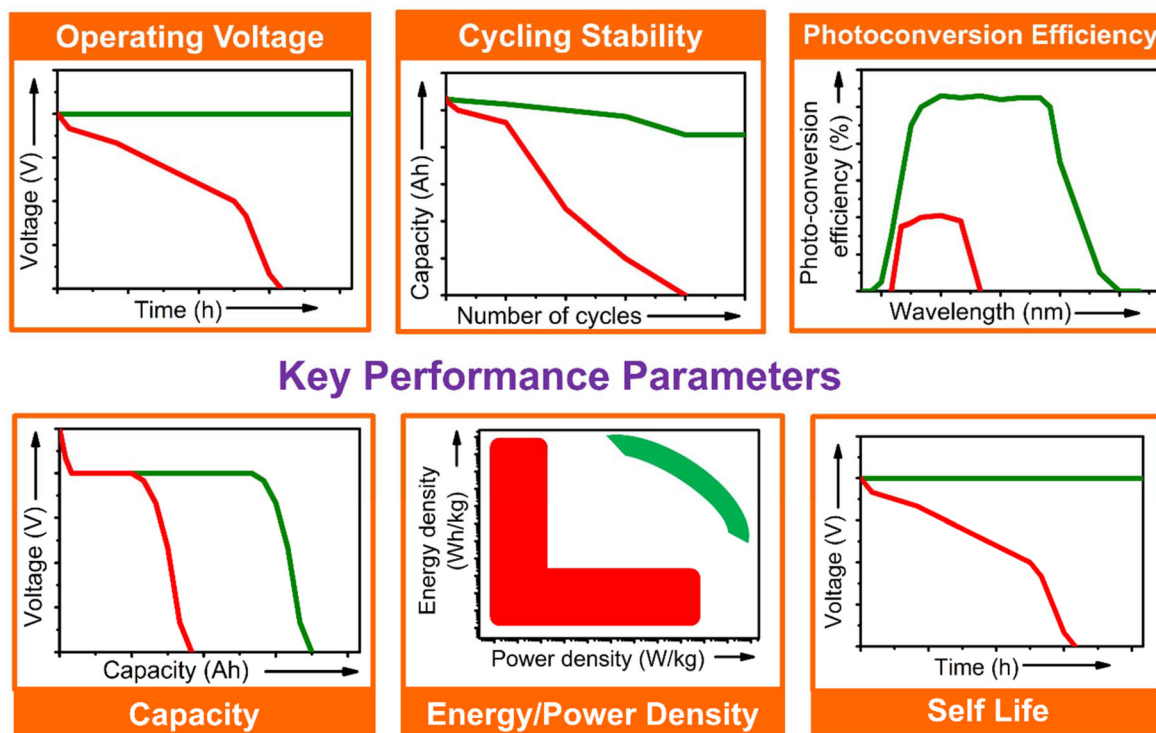 Operating Voltage
Voltage (V)
Time (h)
Cycling Stability
Capacity (Ah)
Number of cycles
Photoconversion Efficiency
Photo-conversion
efficiency (%)
Wavelength (nm)
Key Performance Parameters
Voltage (V)
Capacity (Ah)
Capacity
Energy density
(Wh/kg)
Power density (W/kg)
Energy/Power Density
Voltage (V)
Time (h)
Self Life